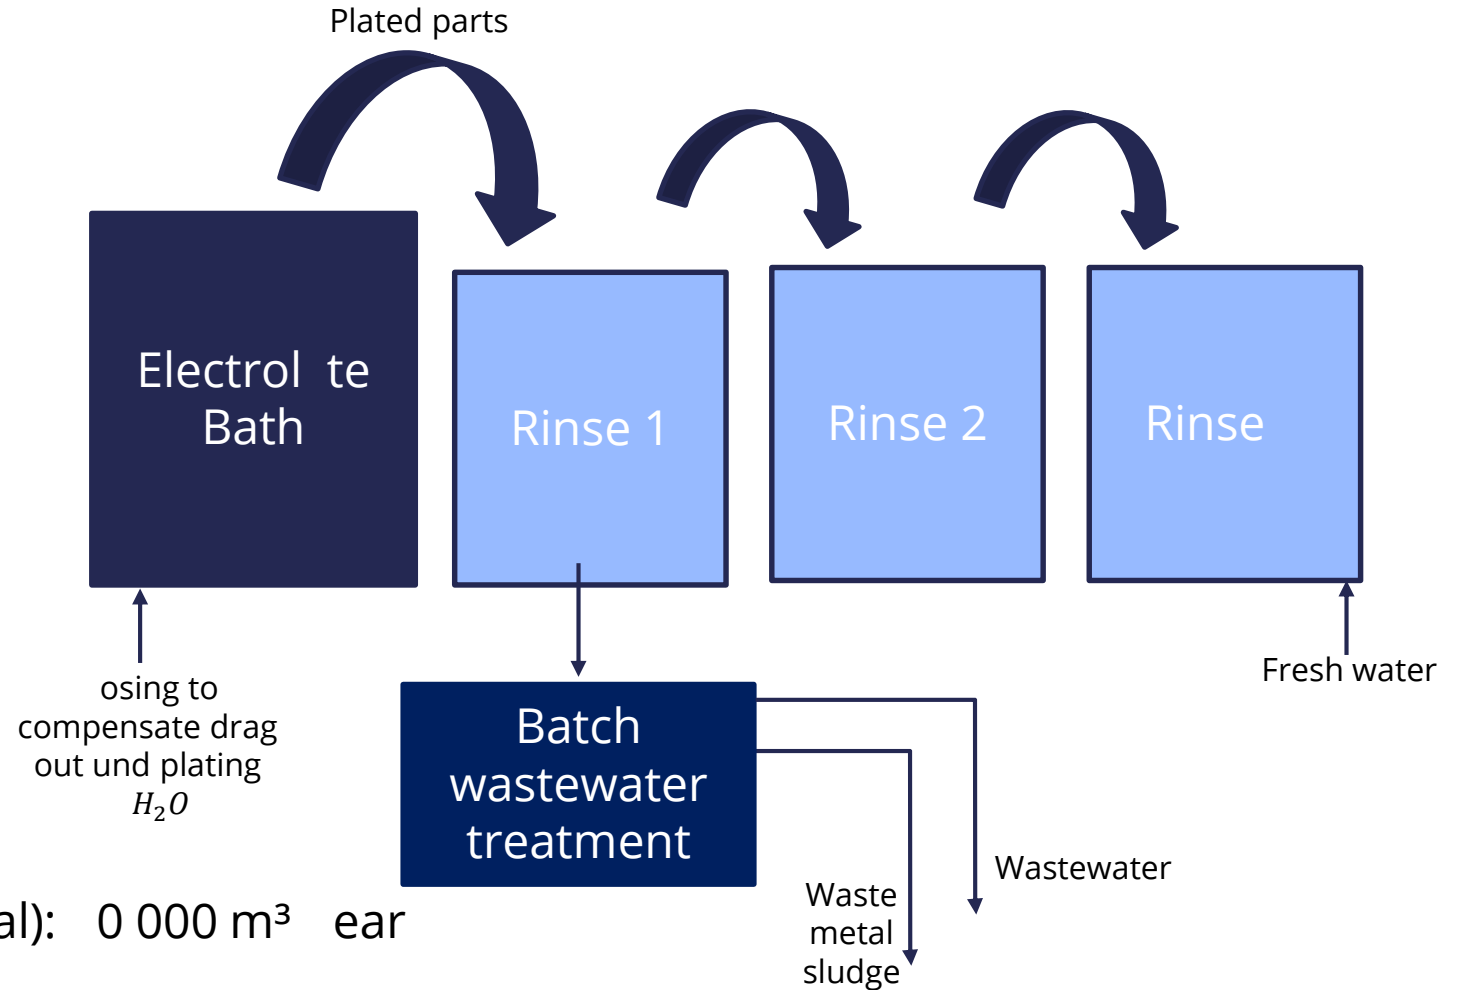 Plated parts
Electrol te
Bath
Rinse 1
Rinse 2
Rinse
osing to
compensate drag
out und plating
H₂O
Fresh water
Batch
wastewater
treatment
Wastewater
Waste
metal
sludge
al): 0 000 m³ ear